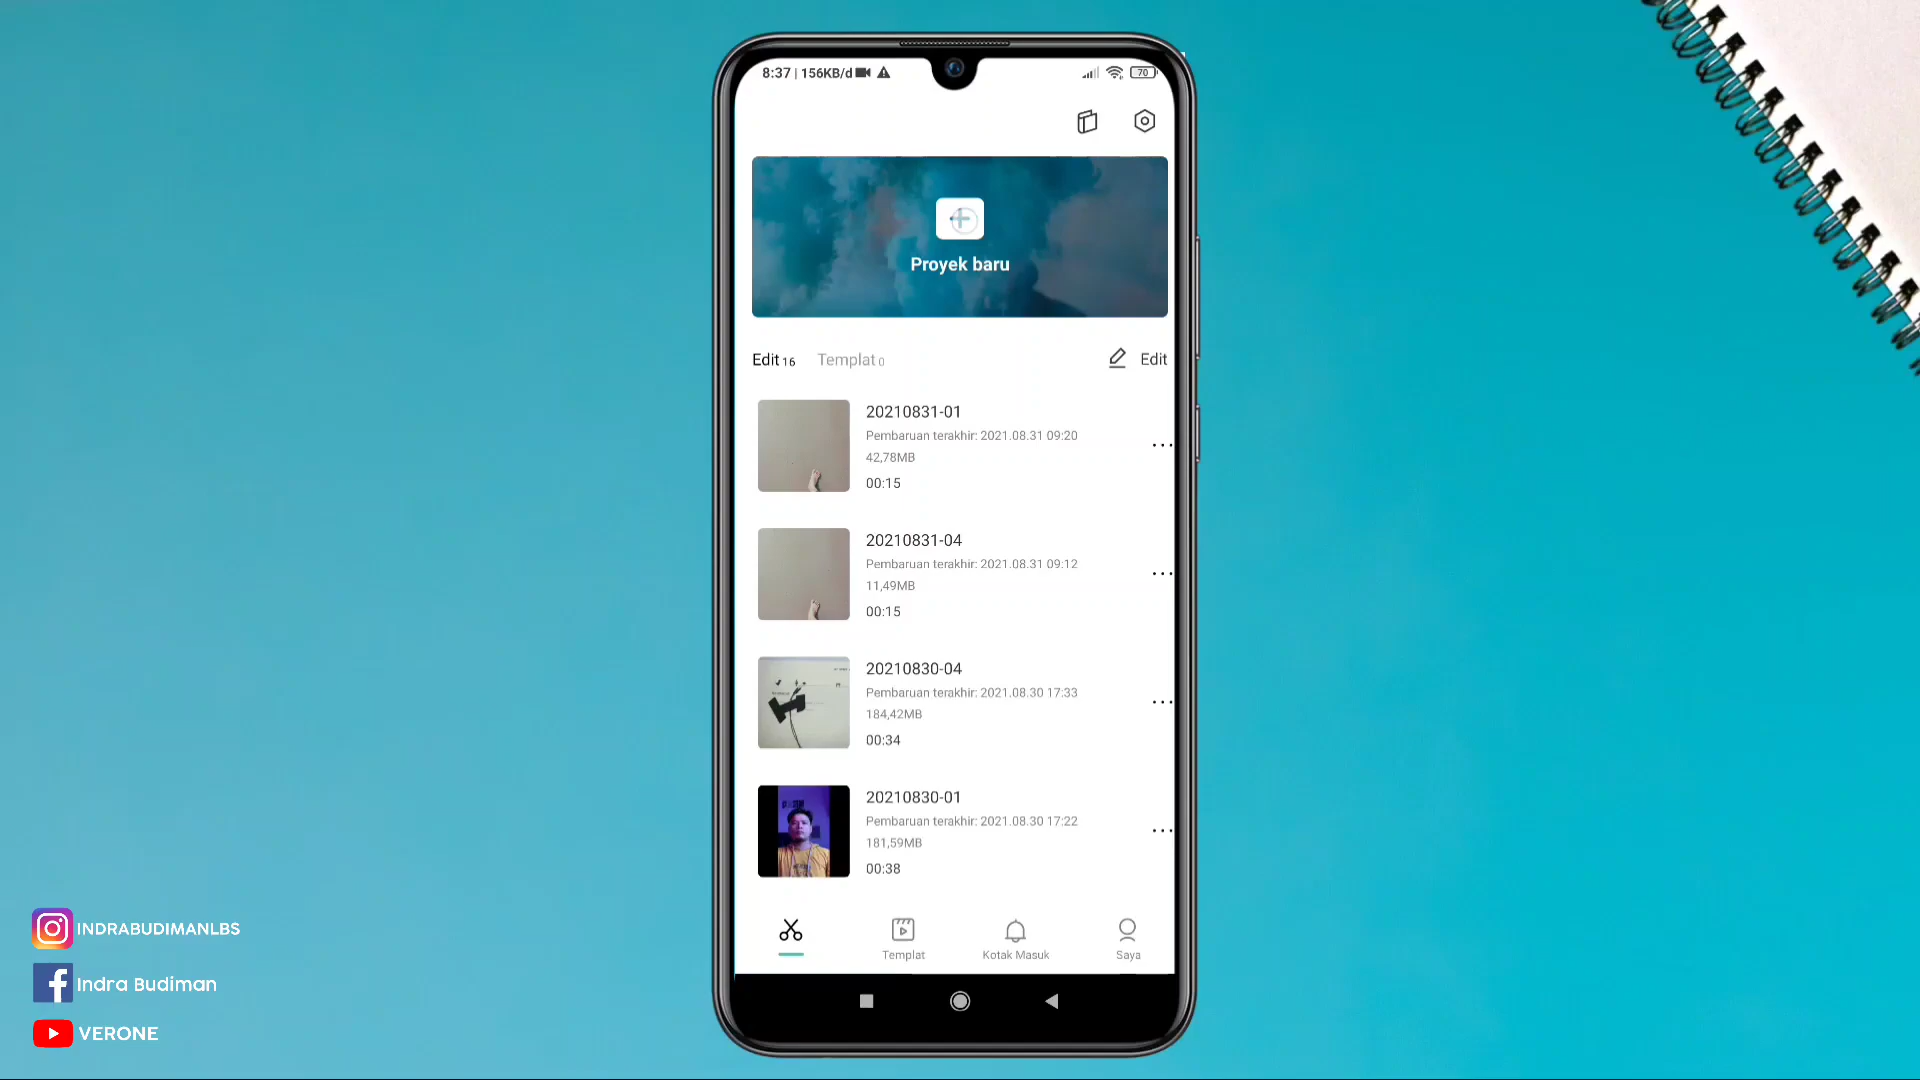 8:37 | 156KB/d
70
Proyek baru
Edit 16 Templat 0 Edit
20210831-01
Pembaruan terakhir: 2021.08.31 09:20
42,78MB
00:15
20210831-04
Pembaruan terakhir: 2021.08.31 09:12
11,49MB
00:15
20210830-04
Pembaruan terakhir: 2021.08.30 17:33
184,42MB
00:34
20210830-01
Pembaruan terakhir: 2021.08.30 17:22
181,59MB
00:38
Templat Kotak Masuk Saya
INDRABUDIMANLBS
Indra Budiman
VERONE